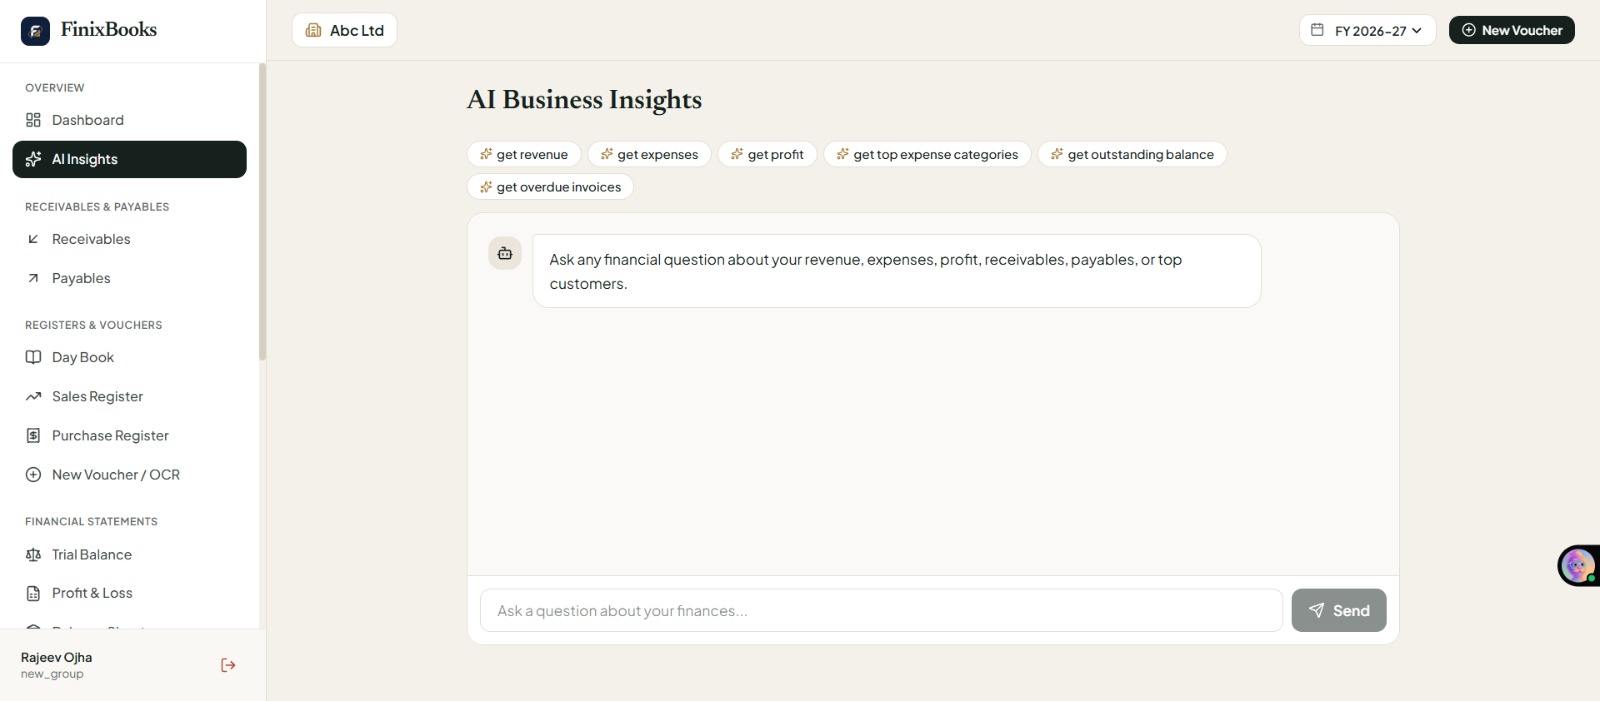 FinixBooks
Abc Ltd
FY 2026-27
New Voucher
OVERVIEW
Dashboard
AI Insights
RECEIVABLES & PAYABLES
Receivables
Payables
REGISTERS & VOUCHERS
Day Book
Sales Register
Purchase Register
New Voucher / OCR
FINANCIAL STATEMENTS
Trial Balance
Profit & Loss
Rajeev Ojha
new_group
AI Business Insights
get revenue
get expenses
get profit
get top expense categories
get outstanding balance
get overdue invoices
Ask any financial question about your revenue, expenses, profit, receivables, payables, or top
customers.
Ask a question about your finances...
Send